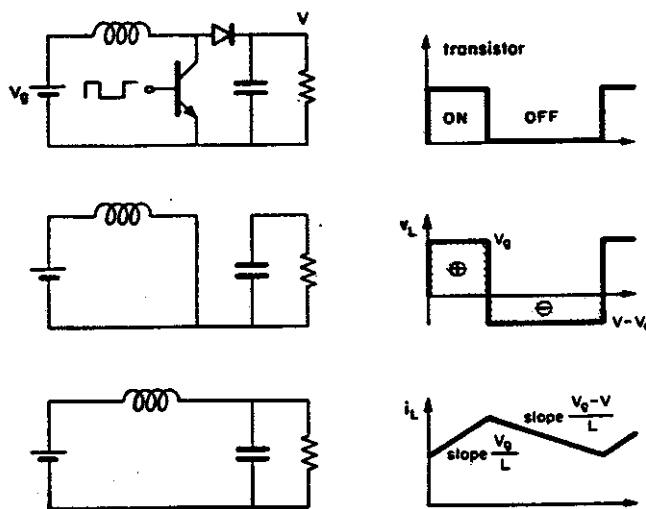 V
V_g
transistor
ON
OFF
v_L
V_g
⊕
⊖
i_L
slope V_g/L
slope V_g-V/L